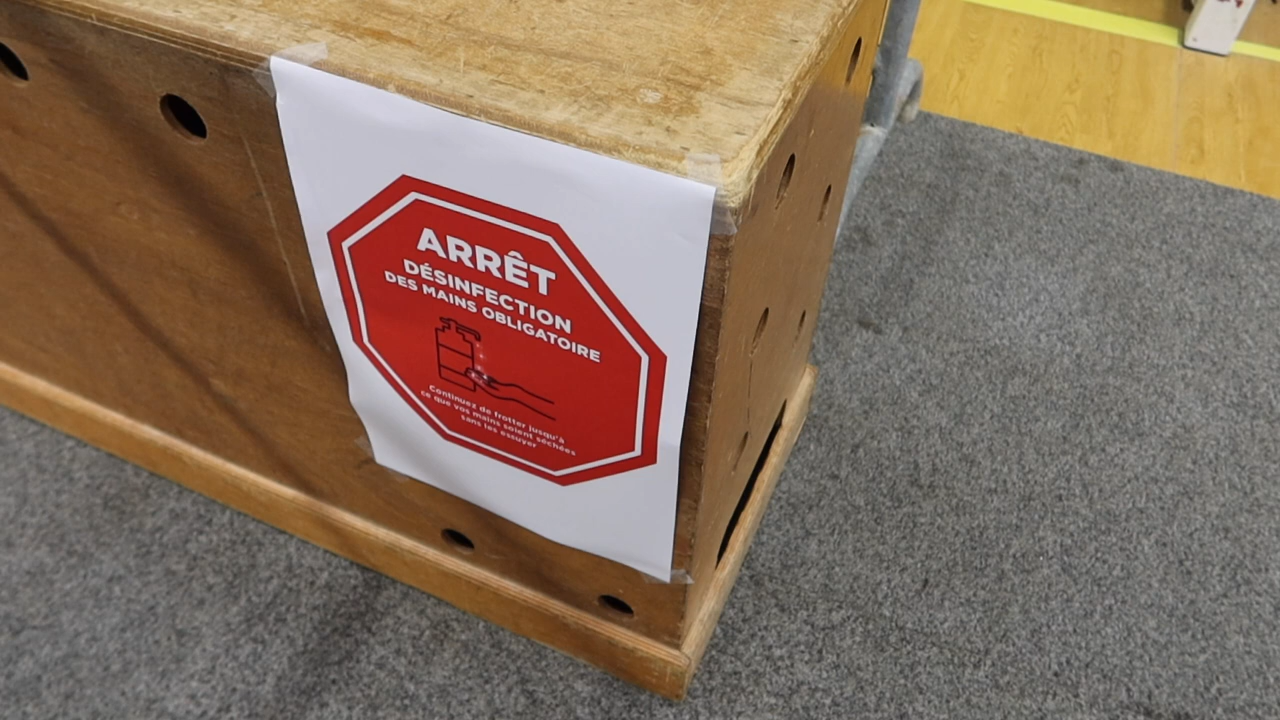 ARRÊT
DÉSINFECTION
DES MAINS OBLIGATOIRE
Continuez de frotter jusqu'à
ce que vos mains soient séchées
sans les essuyer